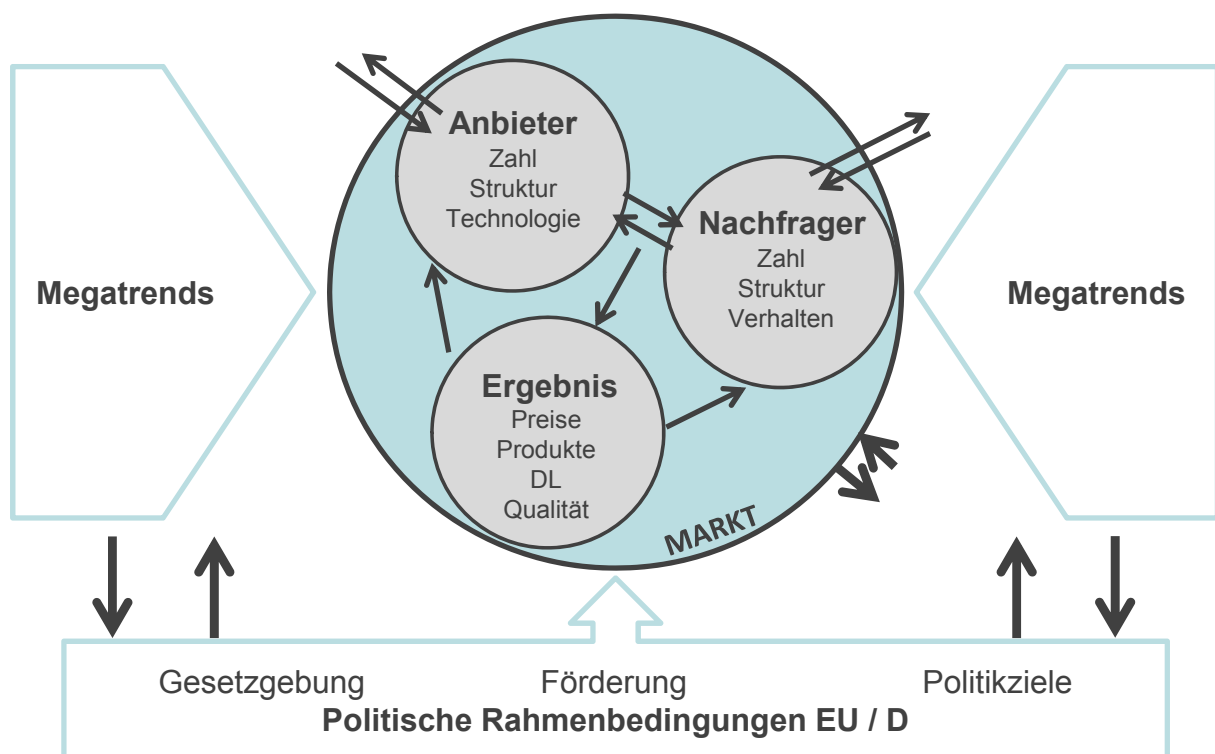 Anbieter
Zahl
Struktur
Technologie
Nachfrager
Zahl
Struktur
Verhalten
Megatrends
Megatrends
Ergebnis
Preise
Produkte
DL
Qualität
MARKT
Gesetzgebung
Förderung
Politikziele
Politische Rahmenbedingungen EU / D